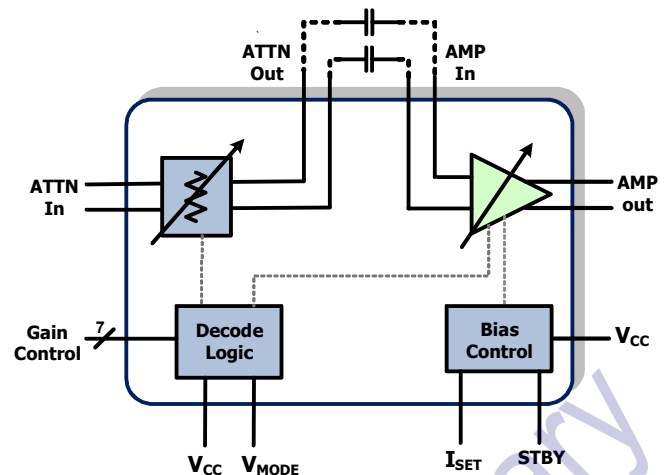 ATTN
Out
AMP
In
ATTN
In
AMP
out
Gain
Control
7
Decode
Logic
Bias
Control
VCC
VCC
VMODE
ISET
STBY